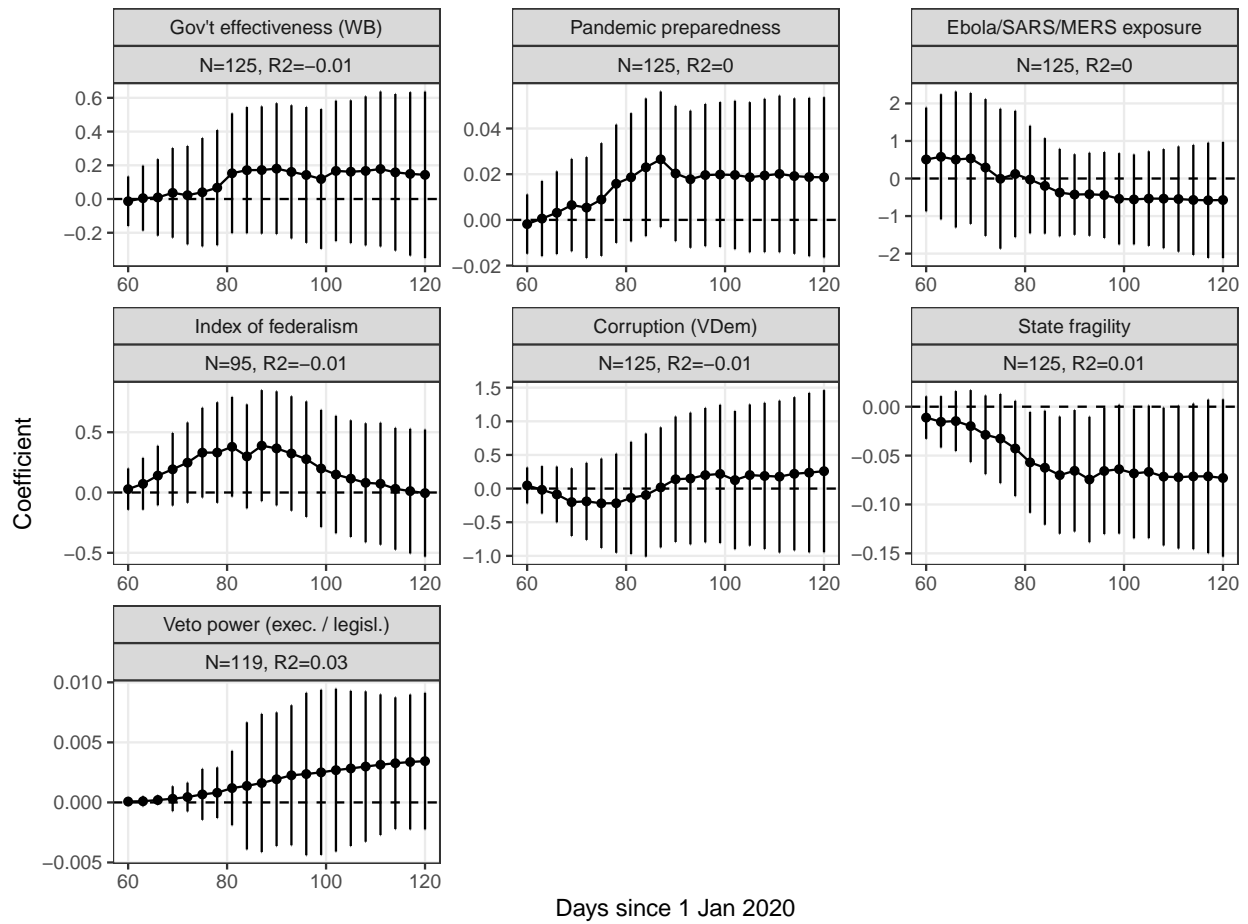 Gov't effectiveness (WB)
N=125, R2=−0.01
0.6
0.4
0.2
0.0
−0.2
60 80 100 120
Pandemic preparedness
N=125, R2=0
0.04
0.02
0.00
−0.02
60 80 100 120
Ebola/SARS/MERS exposure
N=125, R2=0
2
1
0
−1
−2
60 80 100 120
Index of federalism
N=95, R2=−0.01
0.5
0.0
−0.5
60 80 100 120
Corruption (VDem)
N=125, R2=−0.01
1.5
1.0
0.5
0.0
−0.5
−1.0
60 80 100 120
State fragility
N=125, R2=0.01
0.00
−0.05
−0.10
−0.15
60 80 100 120
Veto power (exec. / legisl.)
N=119, R2=0.03
0.010
0.005
0.000
−0.005
60 80 100 120
Coefficient
Days since 1 Jan 2020